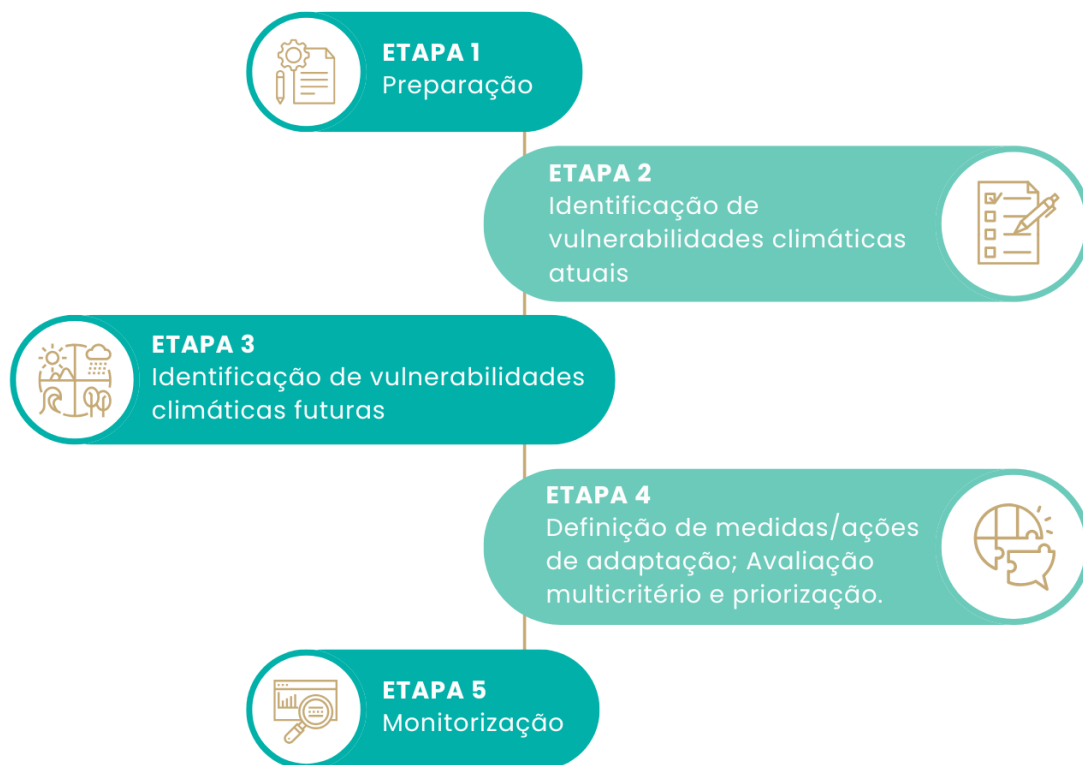 ETAPA 1
Preparação
ETAPA 2
Identificação de
vulnerabilidades climáticas
atuais
ETAPA 3
Identificação de vulnerabilidades
climáticas futuras
ETAPA 4
Definição de medidas/ações
de adaptação; Avaliação
multicritério e priorização.
ETAPA 5
Monitorização